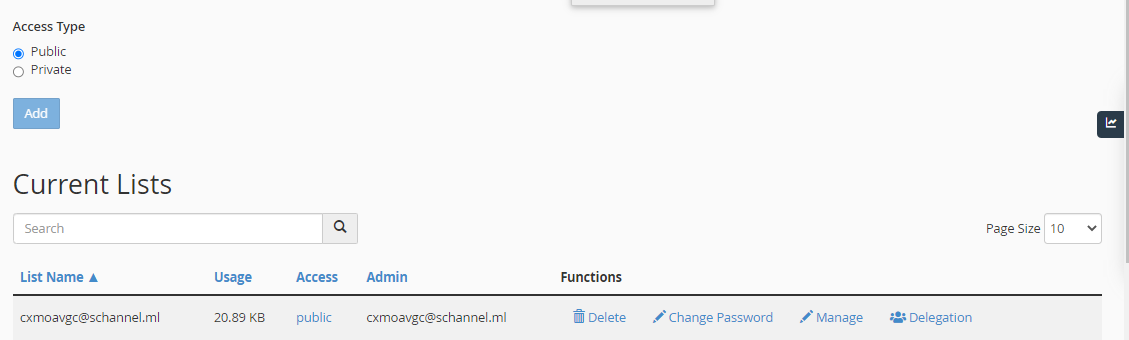 Access Type
Public
Private
Add
Current Lists
Search
Page Size 10
List Name ▲ Usage Access Admin Functions
cxmoavgc@schannel.ml 20.89 KB public cxmoavgc@schannel.ml Delete Change Password Manage Delegation